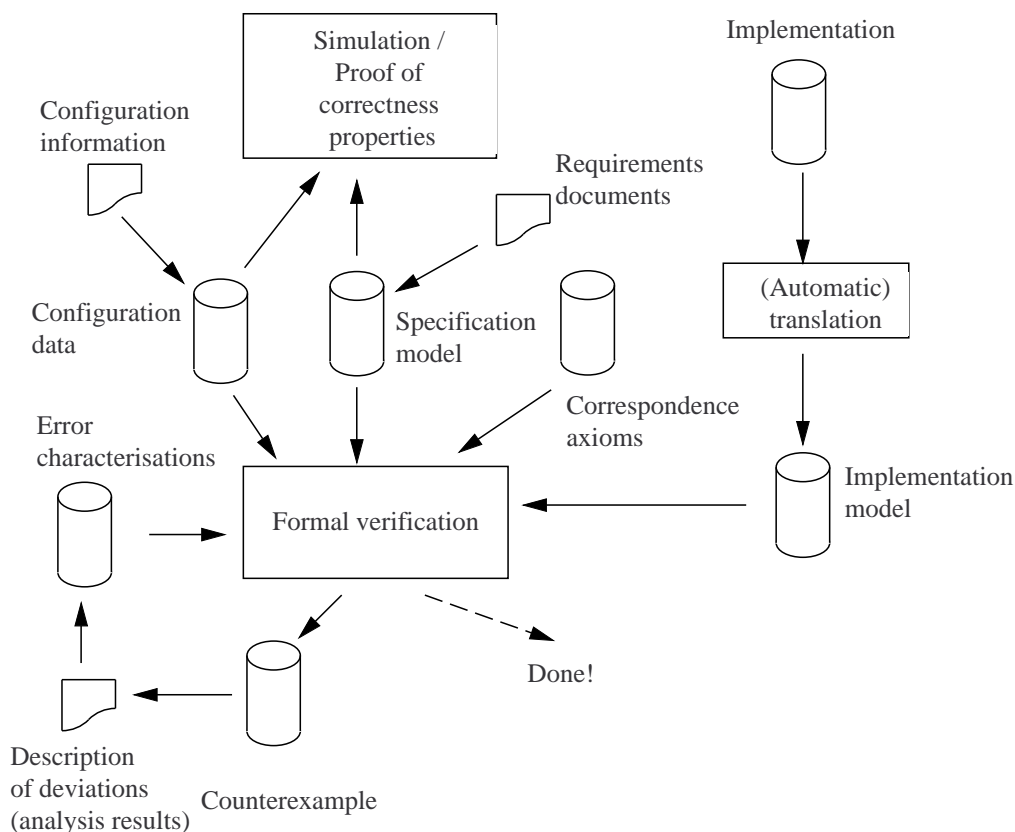 Simulation /
Proof of
correctness
properties
Implementation
Configuration
information
Requirements
documents
(Automatic)
translation
Configuration
data
Specification
model
Correspondence
axioms
Error
characterisations
Implementation
model
Formal verification
Done!
Description
of deviations
(analysis results)
Counterexample